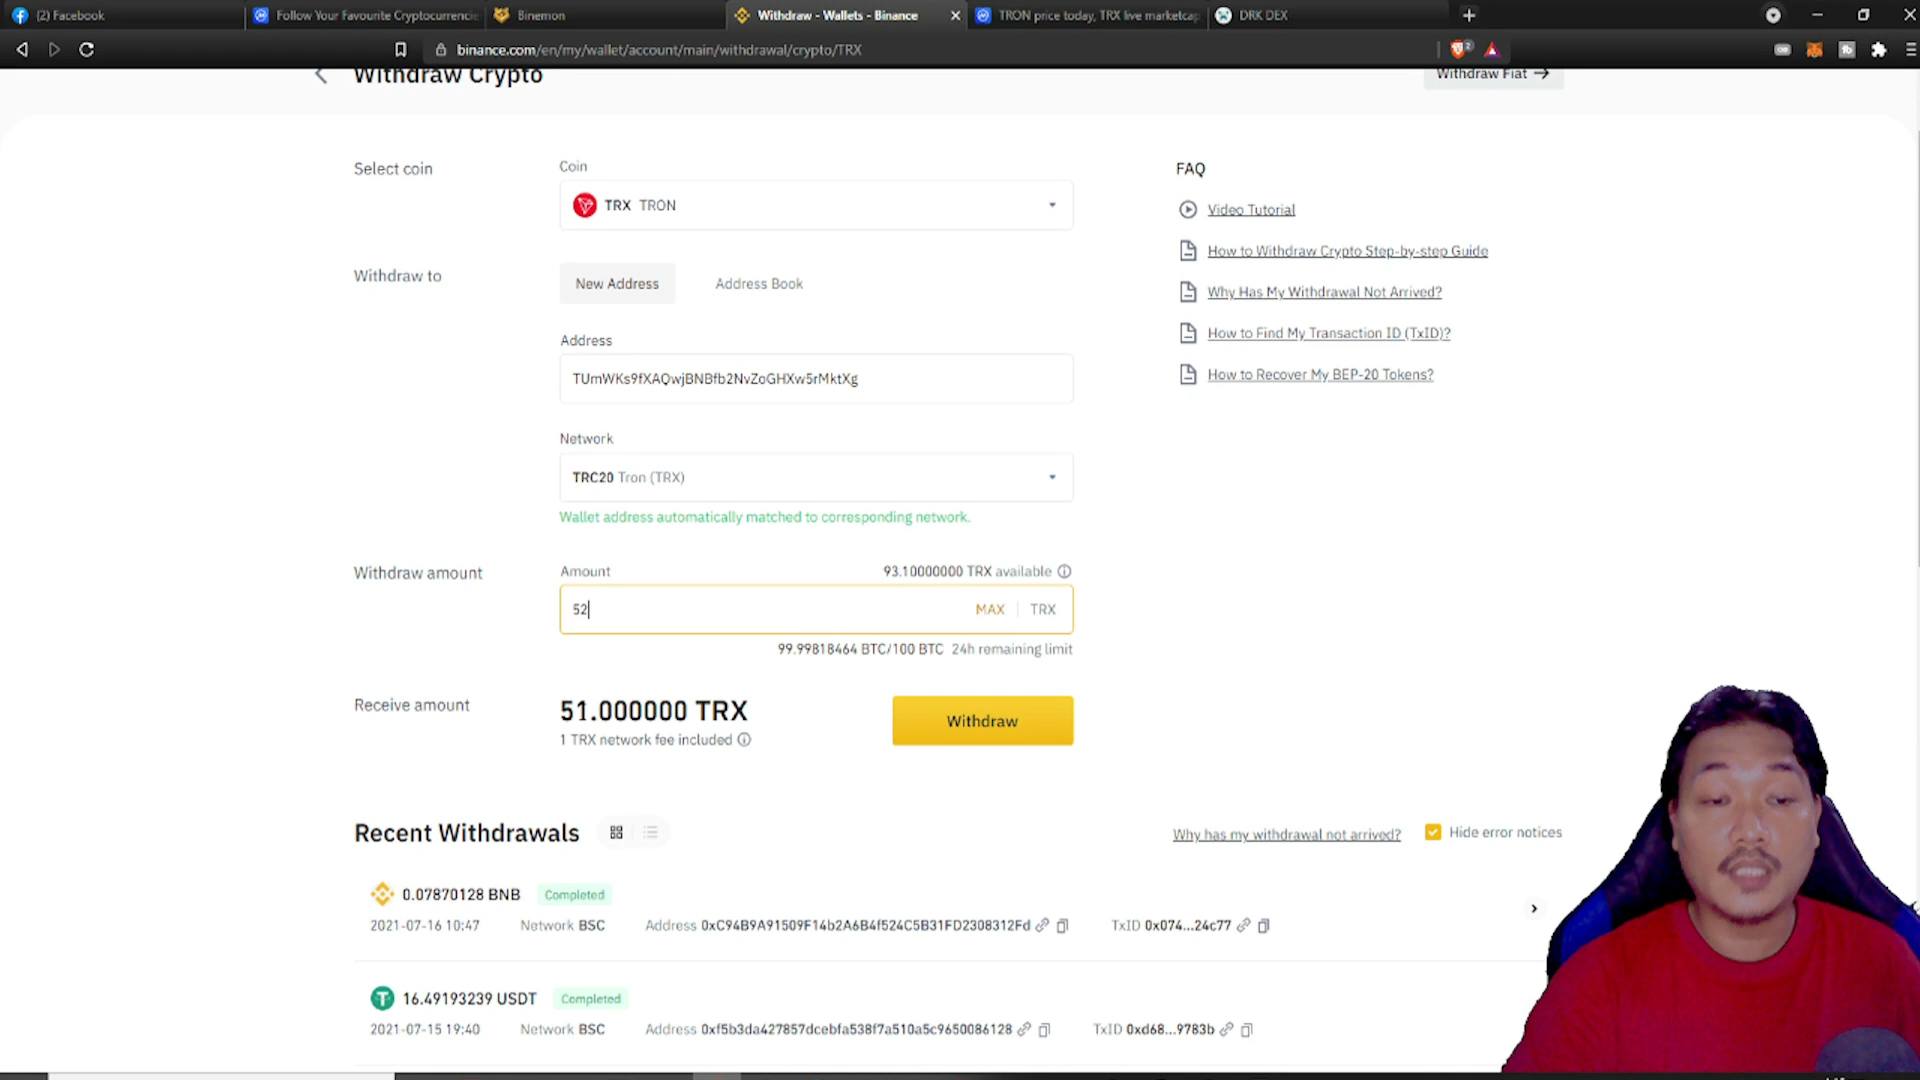 (2) Facebook
Follow Your Favourite Cryptocurrencie
Binemon
Withdraw - Wallets - Binance
TRON price today, TRX live marketcap
DRK DEX
binance.com/en/my/wallet/account/main/withdrawal/crypto/TRX
2
Withdraw Crypto
Withdraw Fiat →
Select coin
Coin
TRX TRON
Withdraw to
New Address
Address Book
Address
TUmWKs9fXAQwjBNBfb2NvZoGHXw5rMktXg
Network
TRC20 Tron (TRX)
Wallet address automatically matched to corresponding network.
Withdraw amount
Amount
93.10000000 TRX available
52
MAX
TRX
99.99818464 BTC/100 BTC 24h remaining limit
Receive amount
51.000000 TRX
1 TRX network fee included
Withdraw
FAQ
Video Tutorial
How to Withdraw Crypto Step-by-step Guide
Why Has My Withdrawal Not Arrived?
How to Find My Transaction ID (TxID)?
How to Recover My BEP-20 Tokens?
Recent Withdrawals
Why has my withdrawal not arrived?
Hide error notices
0.07870128 BNB Completed
2021-07-16 10:47 Network BSC Address 0xC94B9A91509F14b2A6B4f524C5B31FD2308312Fd TxID 0x074...24c77
16.49193239 USDT Completed
2021-07-15 19:40 Network BSC Address 0xf5b3da427857dcebfa538f7a510a5c9650086128 TxID 0xd68...9783b